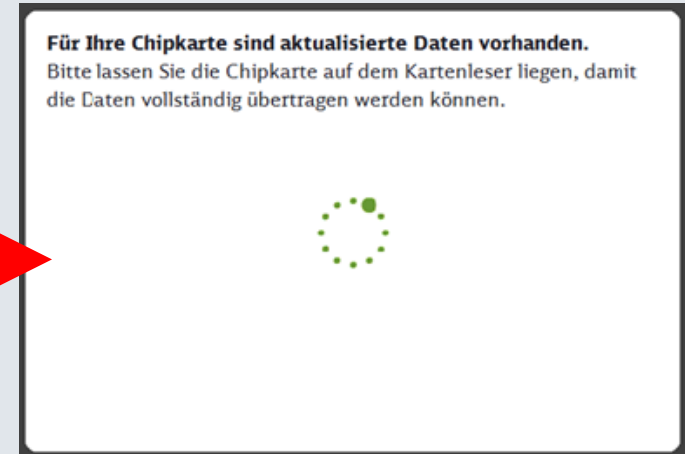 Für Ihre Chipkarte sind aktualisierte Daten vorhanden.
Bitte lassen Sie die Chipkarte auf dem Kartenleser liegen, damit
die Daten vollständig übertragen werden können.